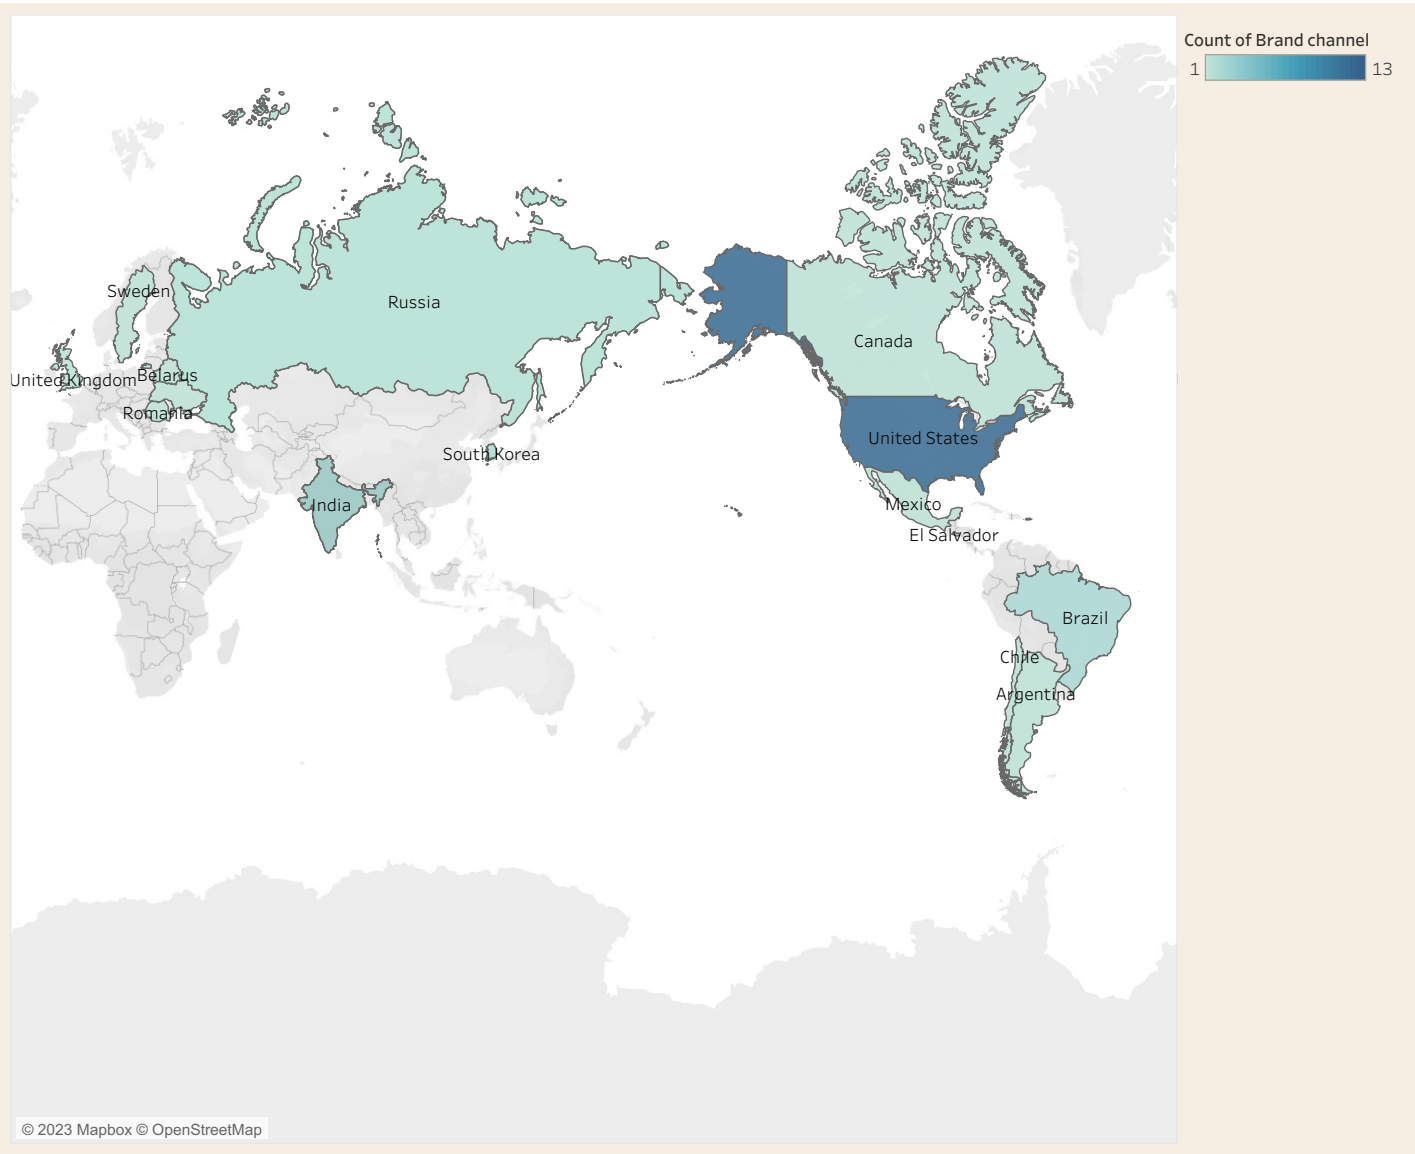 Count of Brand channel
1 13
Sweden
Russia
Canada
United Kingdom
Belarus
Romania
United States
South Korea
India
Mexico
El Salvador
Brazil
Chile
Argentina
© 2023 Mapbox © OpenStreetMap